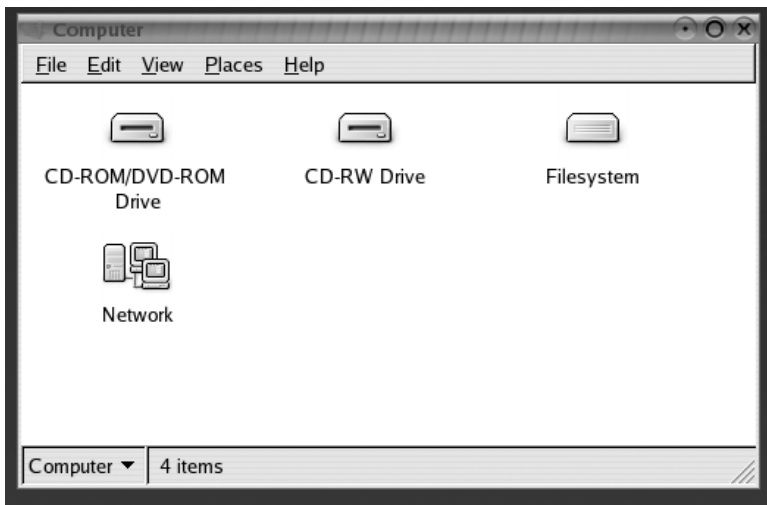 Computer
File Edit View Places Help
CD-ROM/DVD-ROM
Drive
CD-RW Drive
Filesystem
Network
Computer
4 items